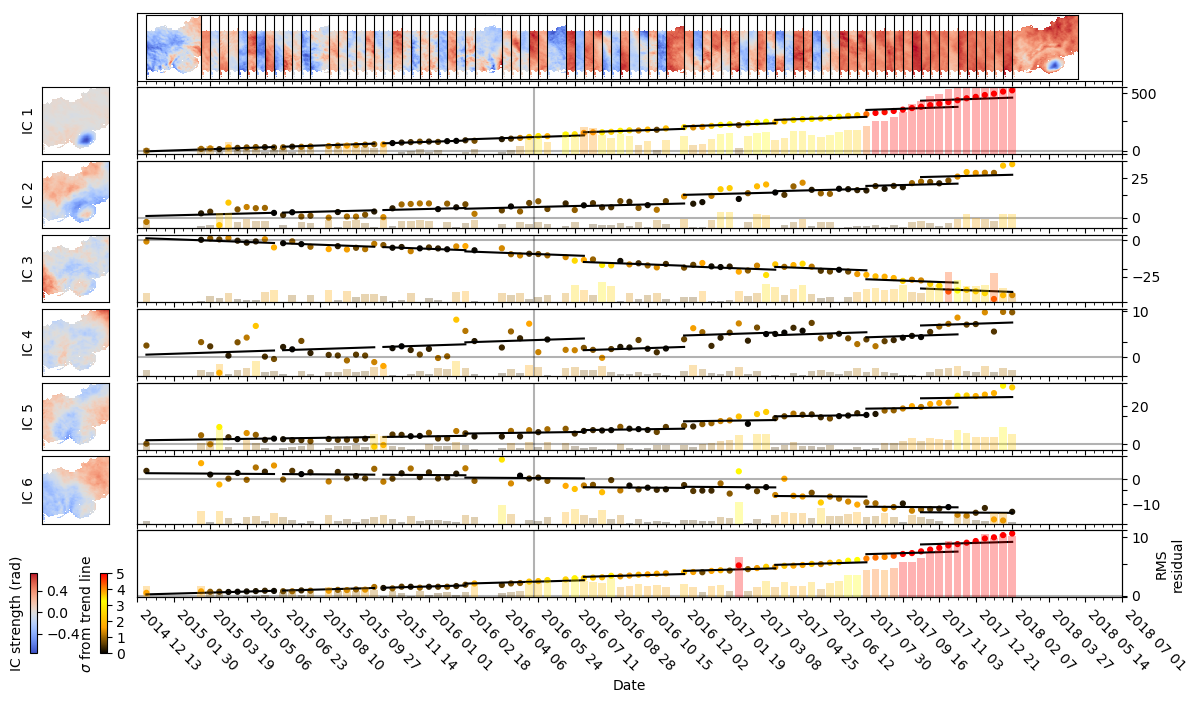 IC 1
500
0
IC 2
25
0
IC 3
0
−25
IC 4
10
0
IC 5
20
0
IC 6
0
−10
10
0
RMS
residual
IC strength (rad)
0.4
0.0
−0.4
σ from trend line
5
4
3
2
1
0
2014 12 13
2015 01 30
2015 03 19
2015 05 06
2015 06 23
2015 08 10
2015 09 27
2015 11 14
2016 01 01
2016 02 18
2016 04 06
2016 05 24
2016 07 11
2016 08 28
2016 10 15
2016 12 02
2017 01 19
2017 03 08
2017 04 25
2017 06 12
2017 07 30
2017 09 16
2017 11 03
2017 12 21
2018 02 07
2018 03 27
2018 05 14
2018 07 01
Date